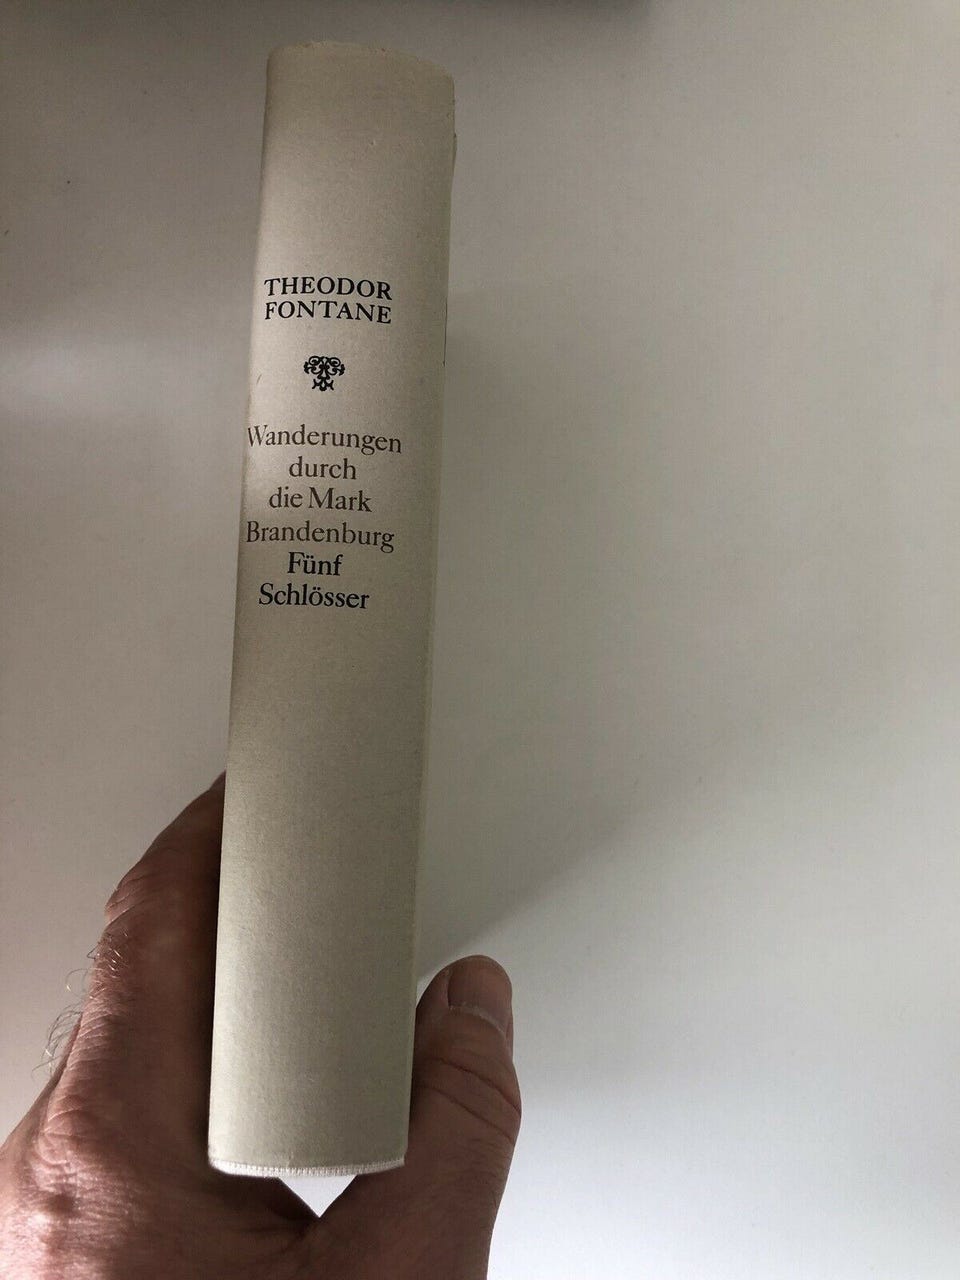 THEODOR
FONTANE
Wanderungen
durch
die Mark
Brandenburg
Fünf
Schlösser